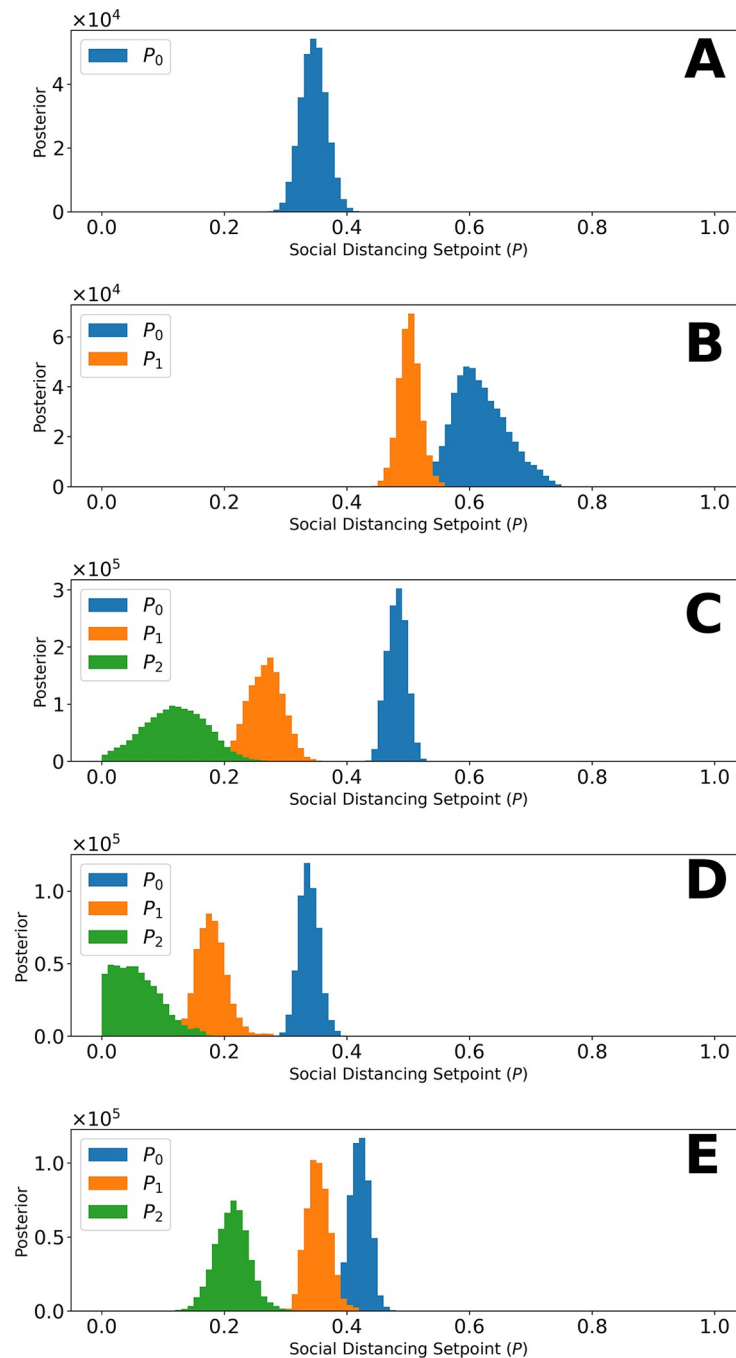 ×10⁴
P₀
A
4
2
0
Posterior
0.0 0.2 0.4 0.6 0.8 1.0
Social Distancing Setpoint (P)
×10⁴
P₀
P₁
B
6
4
2
0
Posterior
0.0 0.2 0.4 0.6 0.8 1.0
Social Distancing Setpoint (P)
×10⁵
P₀
P₁
P₂
C
3
2
1
0
Posterior
0.0 0.2 0.4 0.6 0.8 1.0
Social Distancing Setpoint (P)
×10⁵
P₀
P₁
P₂
D
1.0
0.5
0.0
Posterior
0.0 0.2 0.4 0.6 0.8 1.0
Social Distancing Setpoint (P)
×10⁵
P₀
P₁
P₂
E
1.0
0.5
0.0
Posterior
0.0 0.2 0.4 0.6 0.8 1.0
Social Distancing Setpoint (P)